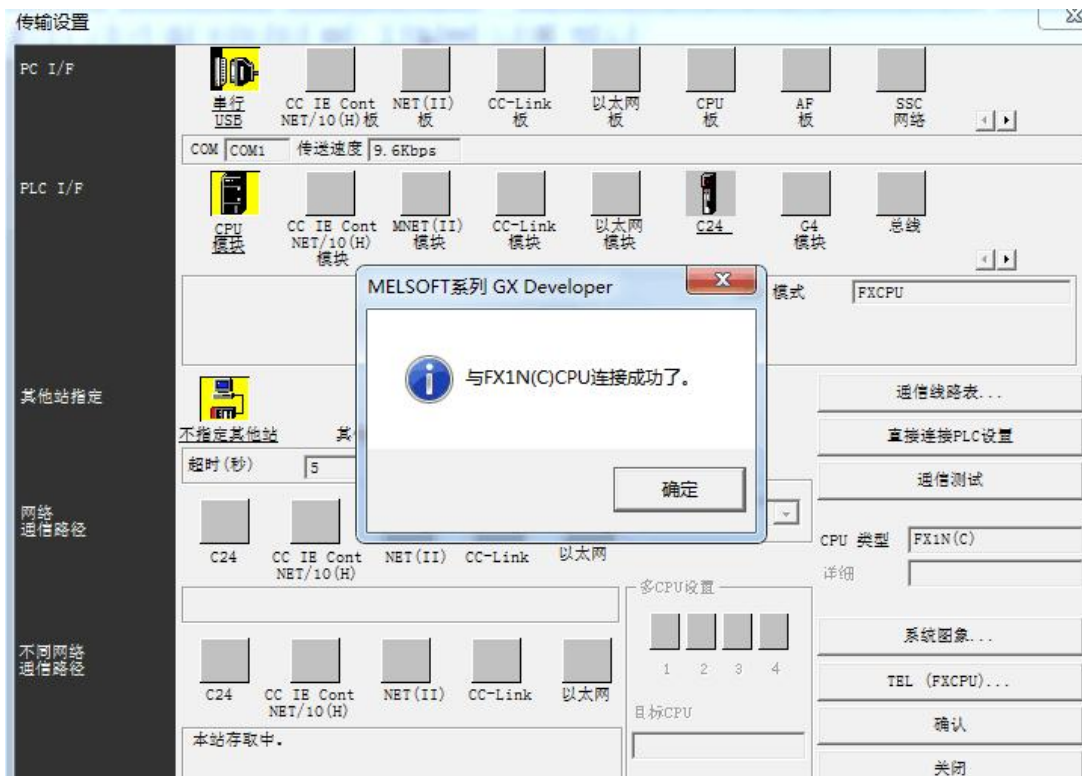 传输设置
PC I/F
串行
USB
CC IE Cont
NET/10(H)板
NET(II)
板
CC-Link
板
以太网
板
CPU
板
AF
板
SSC
网络
COM COM1 传送速度 9.6Kbps
PLC I/F
CPU
模块
CC IE Cont
NET/10(H)
模块
MNET(II)
模块
CC-Link
模块
以太网
模块
C24
G4
模块
总线
模式 FXCPU
MELSOFT系列 GX Developer
与FX1N(C)CPU连接成功了。
确定
其他站指定
不指定其他站
其
超时(秒) 5
通信线路表...
直接连接PLC设置
通信测试
CPU 类型 FX1N(C)
详细
网络
通信路径
C24
CC IE Cont
NET/10(H)
NET(II)
CC-Link
以太网
多CPU设置
1 2 3 4
目标CPU
系统图象...
TEL (FXCPU)...
确认
关闭
不同网络
通信路径
C24
CC IE Cont
NET/10(H)
NET(II)
CC-Link
以太网
本站存取中.